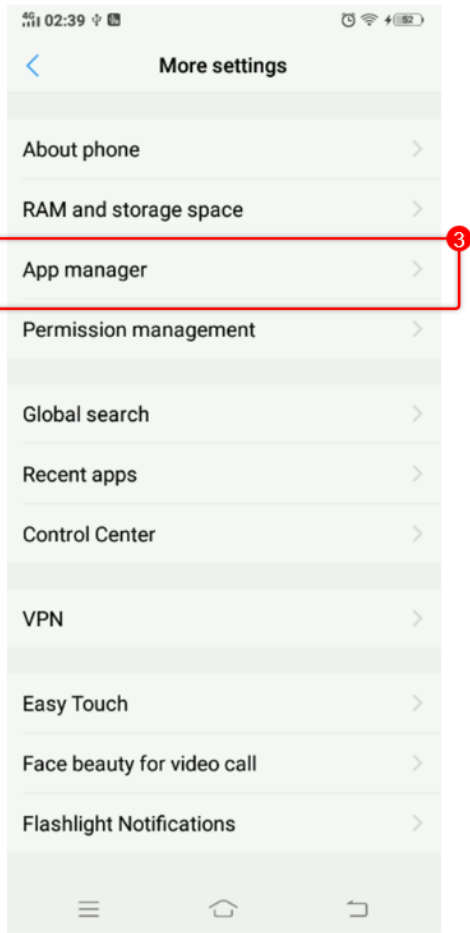 4G 02:39 52
More settings
About phone
RAM and storage space
3
App manager
Permission management
Global search
Recent apps
Control Center
VPN
Easy Touch
Face beauty for video call
Flashlight Notifications